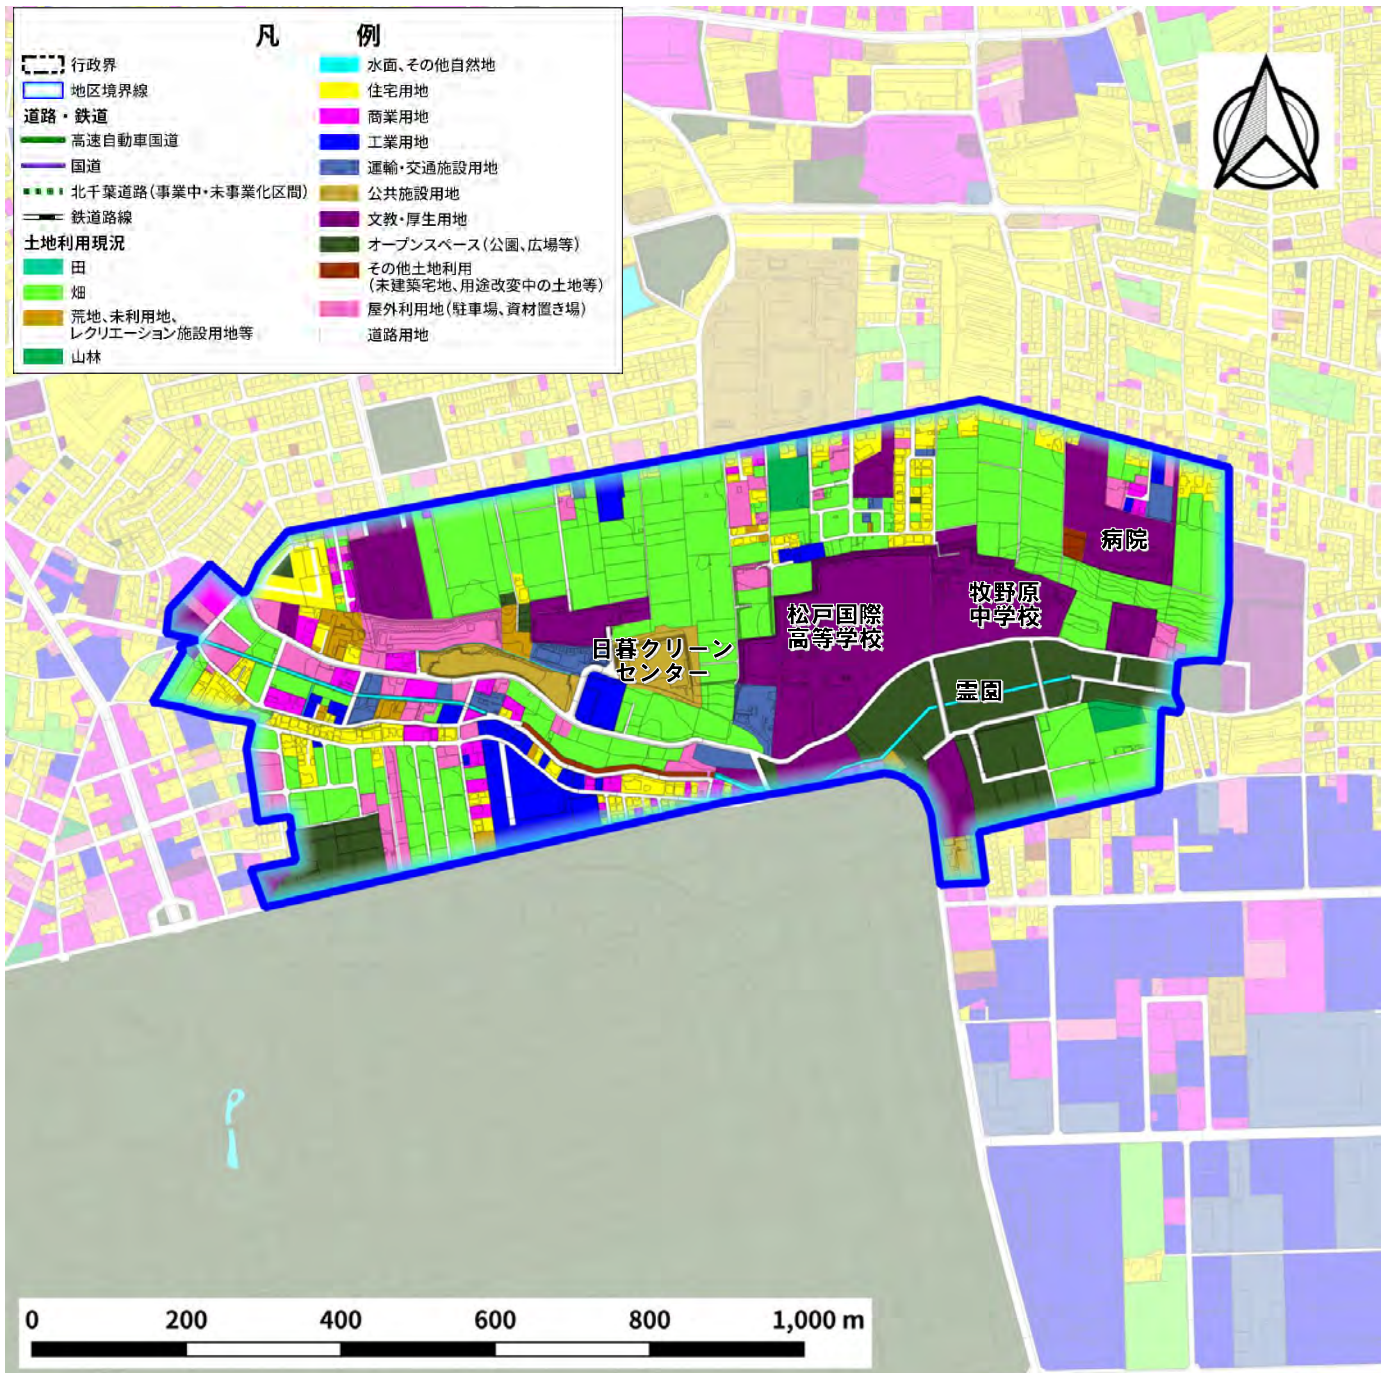 凡 例
行政界
地区境界線
道路・鉄道
高速自動車国道
国道
北千葉道路(事業中・未事業化区間)
鉄道路線
土地利用現況
田
畑
荒地、未利用地、
レクリエーション施設用地等
山林
水面、その他自然地
住宅用地
商業用地
工業用地
運輸・交通施設用地
公共施設用地
文教・厚生用地
オープンスペース(公園、広場等)
その他土地利用
(未建築宅地、用途改変中の土地等)
屋外利用地(駐車場、資材置き場)
道路用地
病院
牧野原
中学校
松戸国際
高等学校
日暮クリーン
センター
霊園
0 200 400 600 800 1,000 m